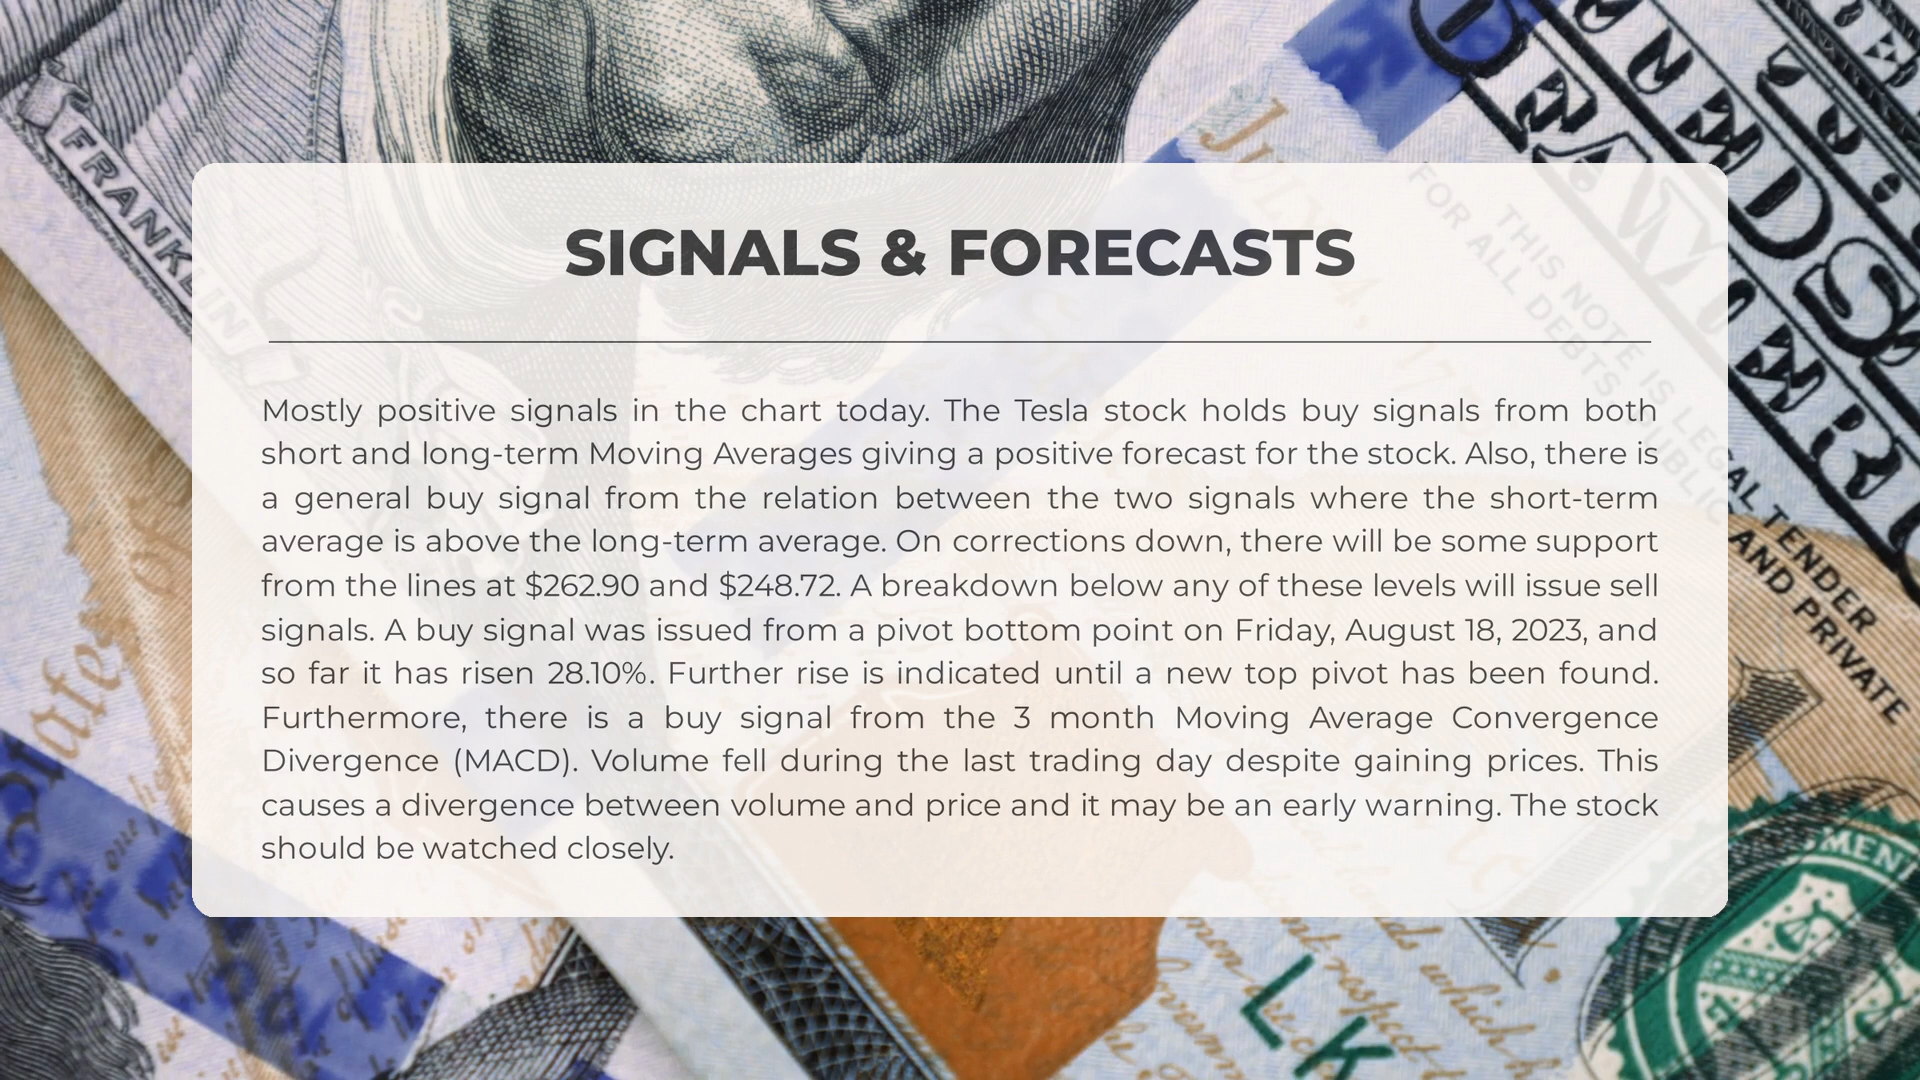 FRANKLIN
July 4, 17
THIS NOTE IS LEGAL TENDER
FOR ALL DEBTS, PUBLIC AND PRIVATE
SIGNALS & FORECASTS
Mostly positive signals in the chart today. The Tesla stock holds buy signals from both
short and long-term Moving Averages giving a positive forecast for the stock. Also, there is
a general buy signal from the relation between the two signals where the short-term
average is above the long-term average. On corrections down, there will be some support
from the lines at $262.90 and $248.72. A breakdown below any of these levels will issue sell
signals. A buy signal was issued from a pivot bottom point on Friday, August 18, 2023, and
so far it has risen 28.10%. Further rise is indicated until a new top pivot has been found.
Furthermore, there is a buy signal from the 3 month Moving Average Convergence
Divergence (MACD). Volume fell during the last trading day despite gaining prices. This
causes a divergence between volume and price and it may be an early warning. The stock
should be watched closely.
LK